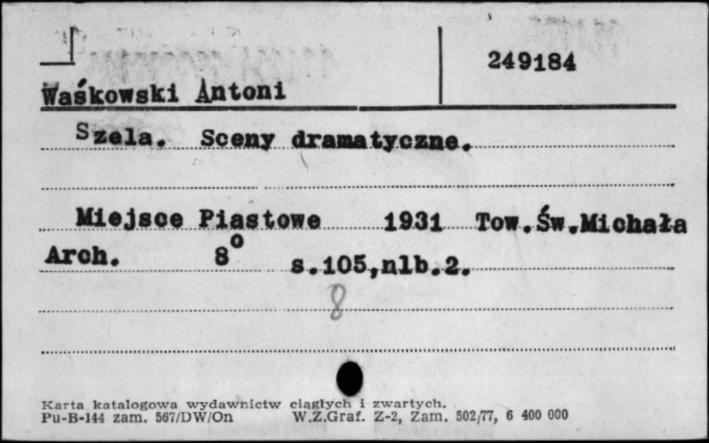 249184
Waśkowski Antoni
Szela. Sceny dramatyczne.
Miejsce Piastowe 1931 Tow.Św.Michała
Arch. 8° s.105,nlb.2.
8
Karta katalogowa wydawnictw ciągłych i zwartych.
Pu-B-144 zam. 567/DW/On W.Z.Graf. Z-2, Zam. 502/77, 6 400 000